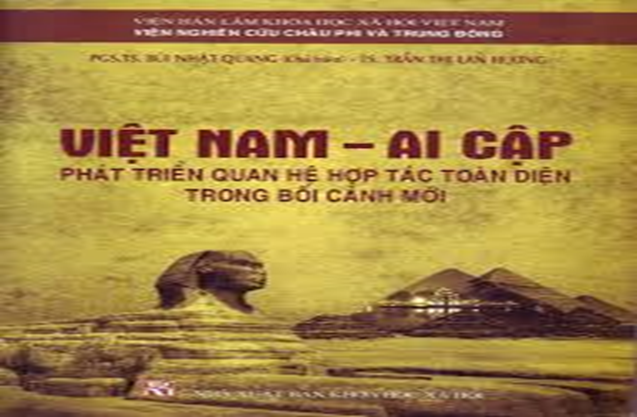 VIỆN HÀN LÂM KHOA HỌC XÃ HỘI VIỆT NAM
VIỆN NGHIÊN CỨU CHÂU PHI VÀ TRUNG ĐÔNG
PGS.TS. BÙI NHẬT QUANG (Chủ biên) - TS. TRẦN THỊ LAN HƯƠNG
VIỆT NAM – AI CẬP
PHÁT TRIỂN QUAN HỆ HỢP TÁC TOÀN DIỆN
TRONG BỐI CẢNH MỚI
NHÀ XUẤT BẢN KHOA HỌC XÃ HỘI